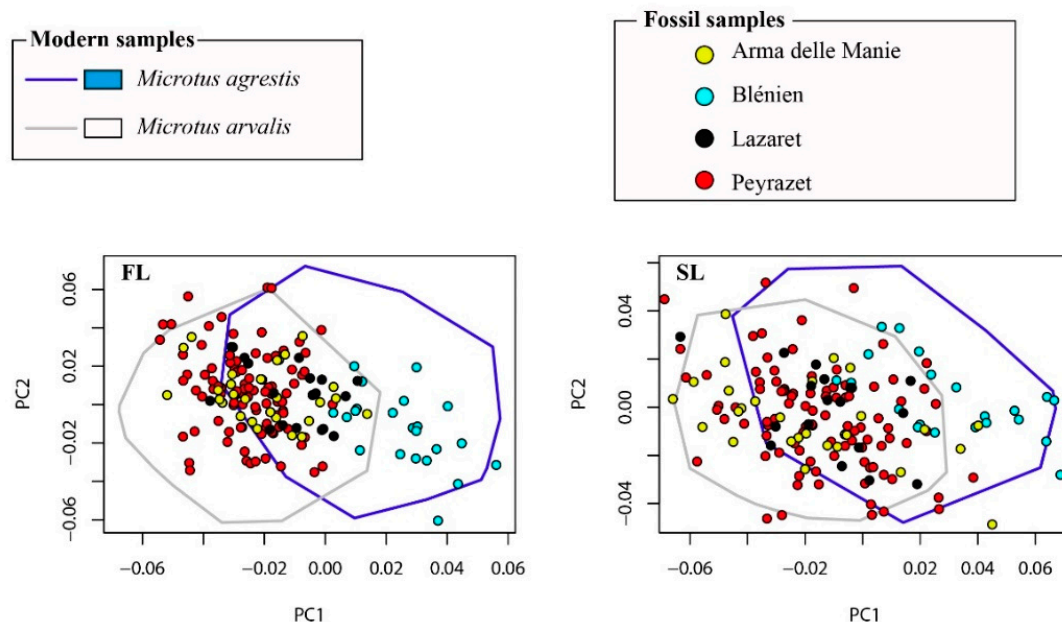 Modern samples
Microtus agrestis
Microtus arvalis
Fossil samples
Arma delle Manie
Blénien
Lazaret
Peyrazet
FL
PC2
0.06
0.02
−0.02
−0.06
−0.06
−0.02
0.00
0.02
0.04
0.06
PC1
SL
PC2
0.04
0.00
−0.04
−0.06
−0.02
0.02
0.04
0.06
PC1